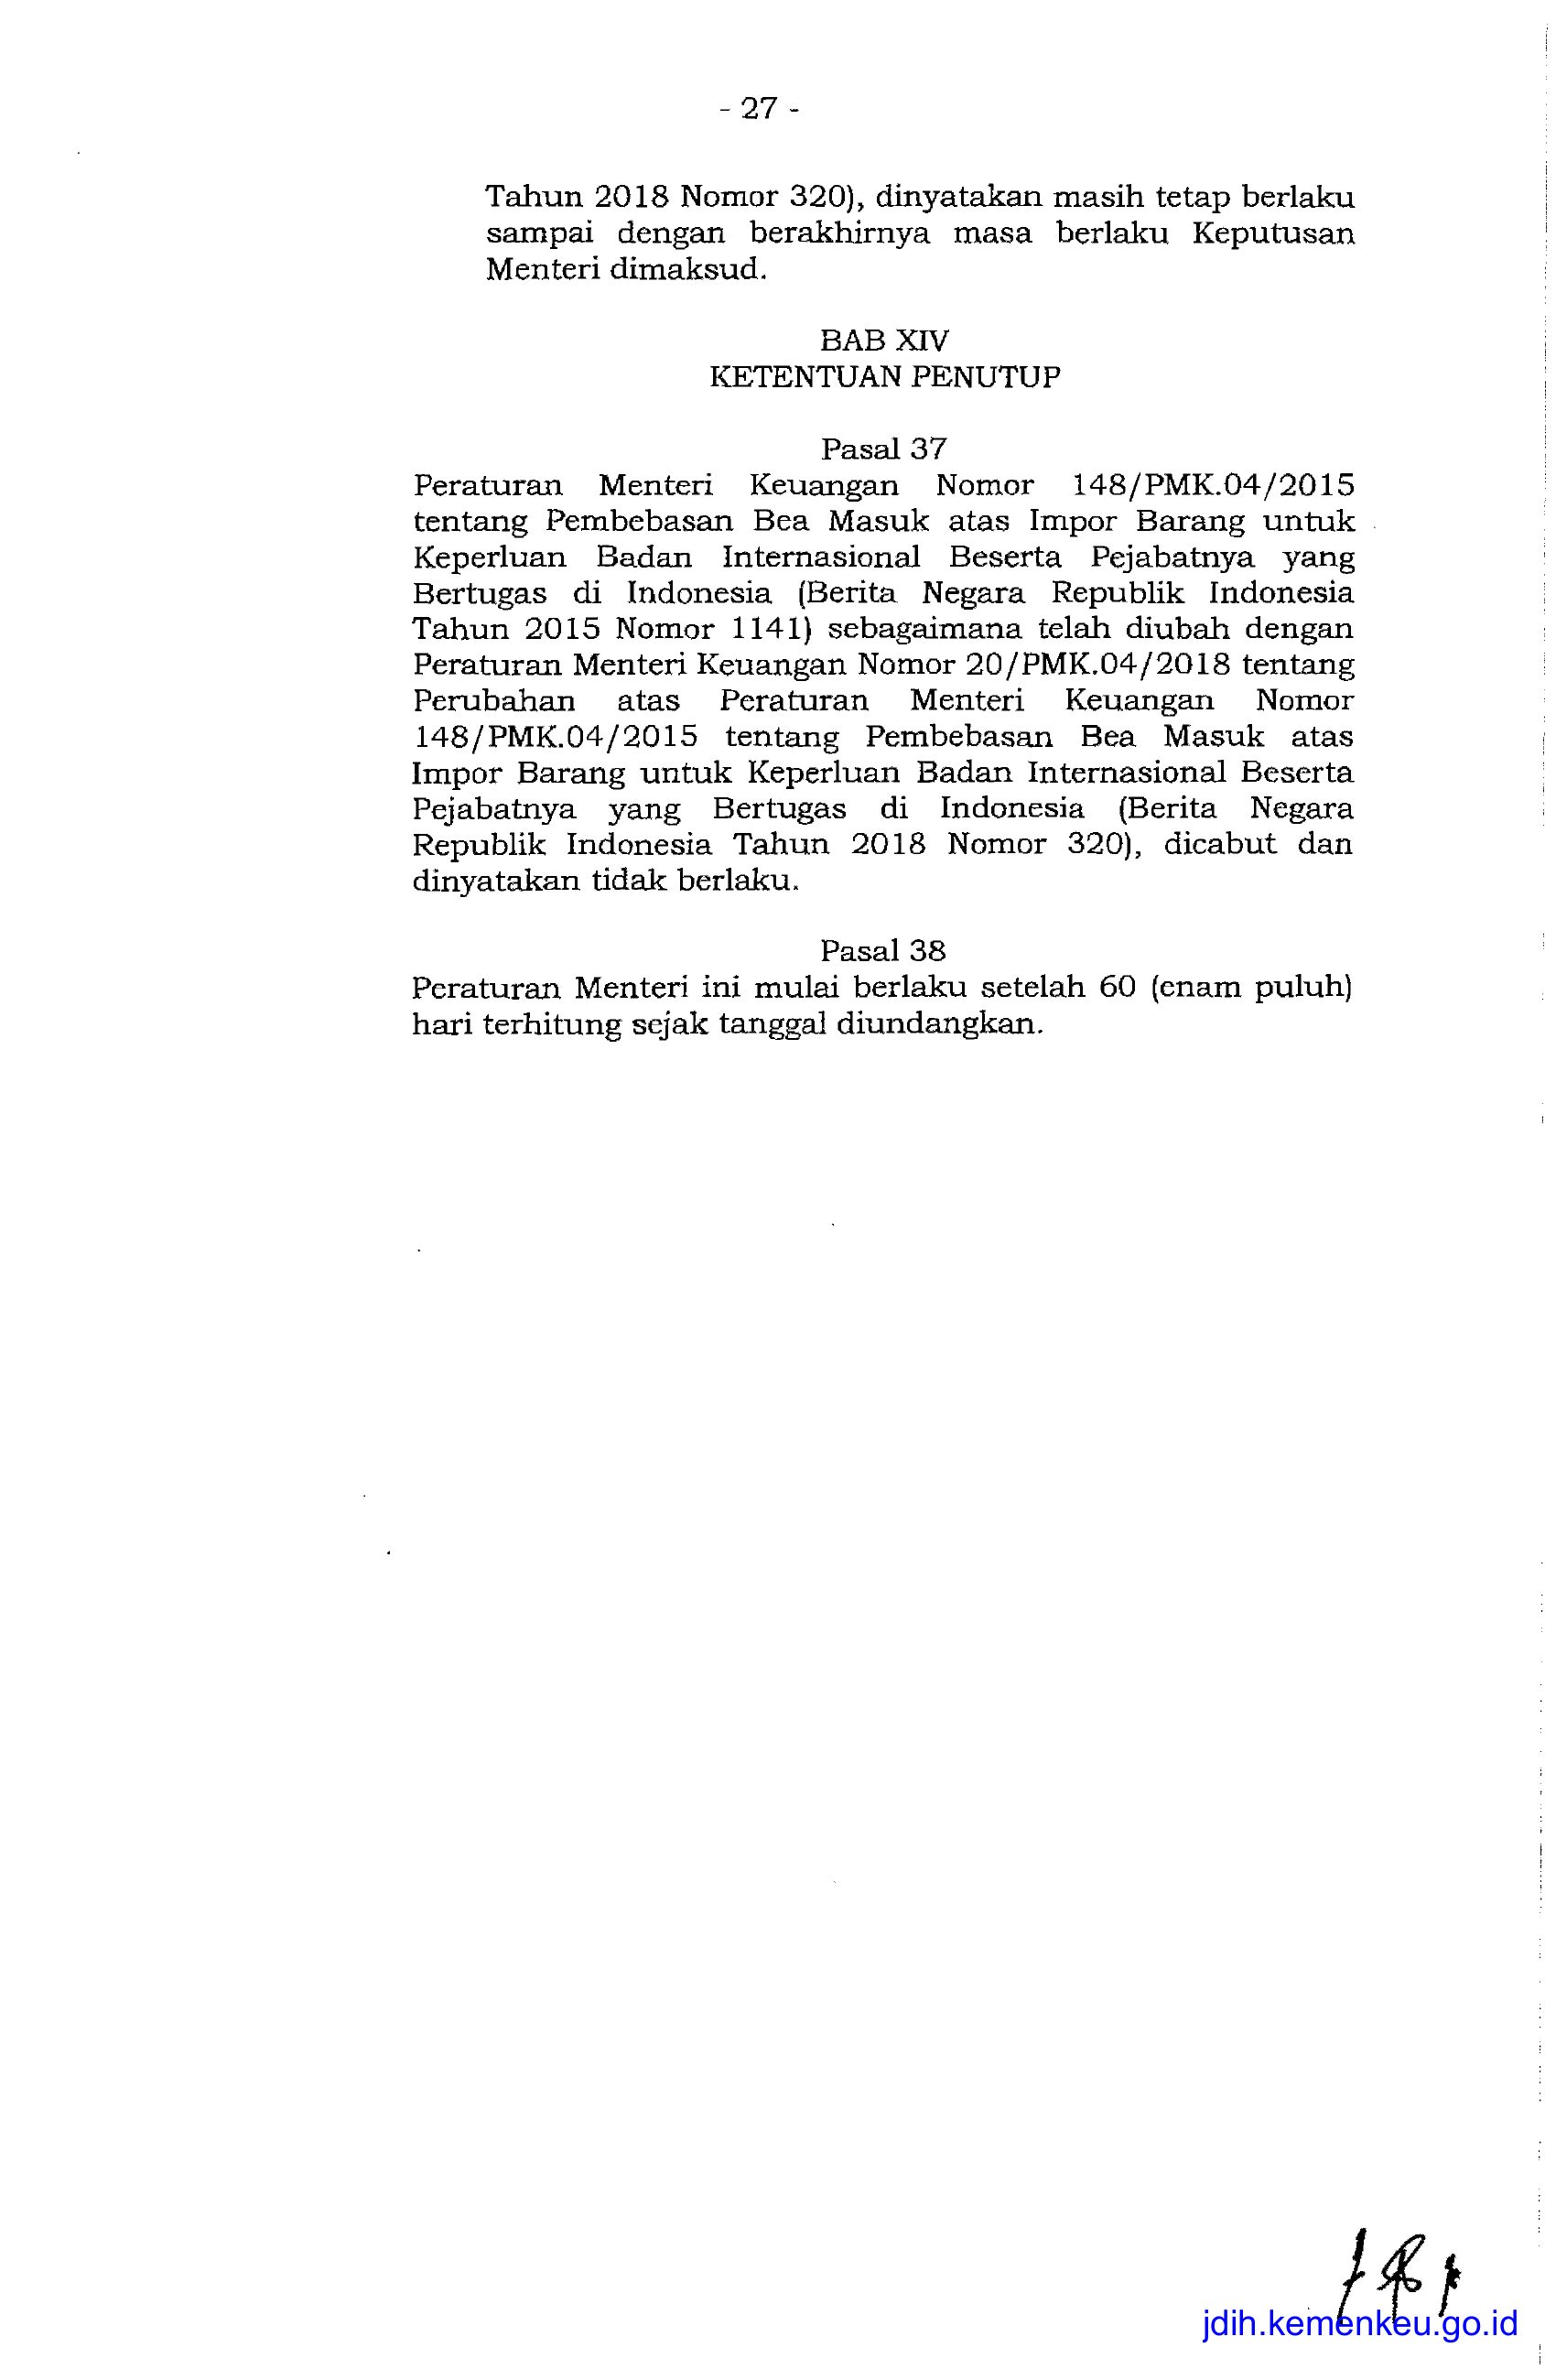 - 27 -
Tahun 2018 Nomor 320), dinyatakan masih tetap berlaku
sampai dengan berakhirnya masa berlaku Keputusan
Menteri dimaksud.
BAB XIV
KETENTUAN PENUTUP
Pasal 37
Peraturan Menteri Keuangan Nomor 148/PMK.04/2015
tentang Pembebasan Bea Masuk atas Impor Barang untuk
Keperluan Badan Internasional Beserta Pejabatnya yang
Bertugas di Indonesia (Berita Negara Republik Indonesia
Tahun 2015 Nomor 1141) sebagaimana telah diubah dengan
Peraturan Menteri Keuangan Nomor 20/PMK.04/2018 tentang
Perubahan atas Peraturan Menteri Keuangan Nomor
148/PMK.04/2015 tentang Pembebasan Bea Masuk atas
Impor Barang untuk Keperluan Badan Internasional Beserta
Pejabatnya yang Bertugas di Indonesia (Berita Negara
Republik Indonesia Tahun 2018 Nomor 320), dicabut dan
dinyatakan tidak berlaku.
Pasal 38
Peraturan Menteri ini mulai berlaku setelah 60 (enam puluh)
hari terhitung sejak tanggal diundangkan.
jdih.kemenkeu.go.id